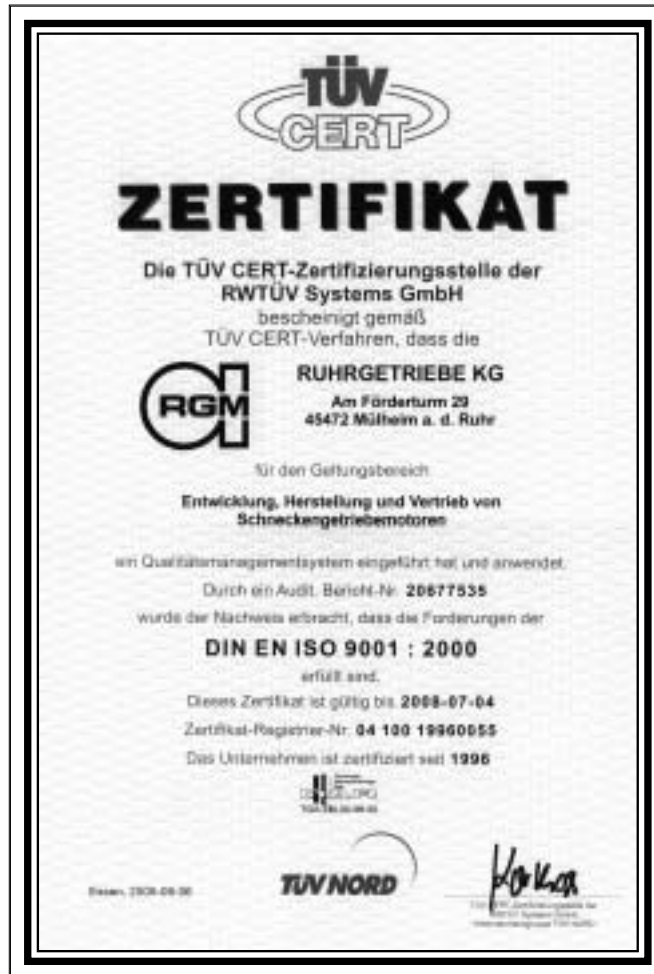 TÜV
CERT
ZERTIFIKAT
Die TÜV CERT-Zertifizierungsstelle der
RWTÜV Systems GmbH
bescheinigt gemäß
TÜV CERT-Verfahren, dass die
RGM
RUHRGETRIEBE KG
Am Förderturm 29
45472 Mülheim a. d. Ruhr
für den Geltungsbereich
Entwicklung, Herstellung und Vertrieb von
Schneckengetriebemotoren
ein Qualitätsmanagementsystem eingeführt hat und anwendet.
Durch ein Audit, Bericht-Nr. 20677535
wurde der Nachweis erbracht, dass die Forderungen der
DIN EN ISO 9001 : 2000
erfüllt sind.
Dieses Zertifikat ist gültig bis 2008-07-04
Zertifikat-Register-Nr. 04 100 19960055
Das Unternehmen ist zertifiziert seit 1996
TÜV NORD
Essen,